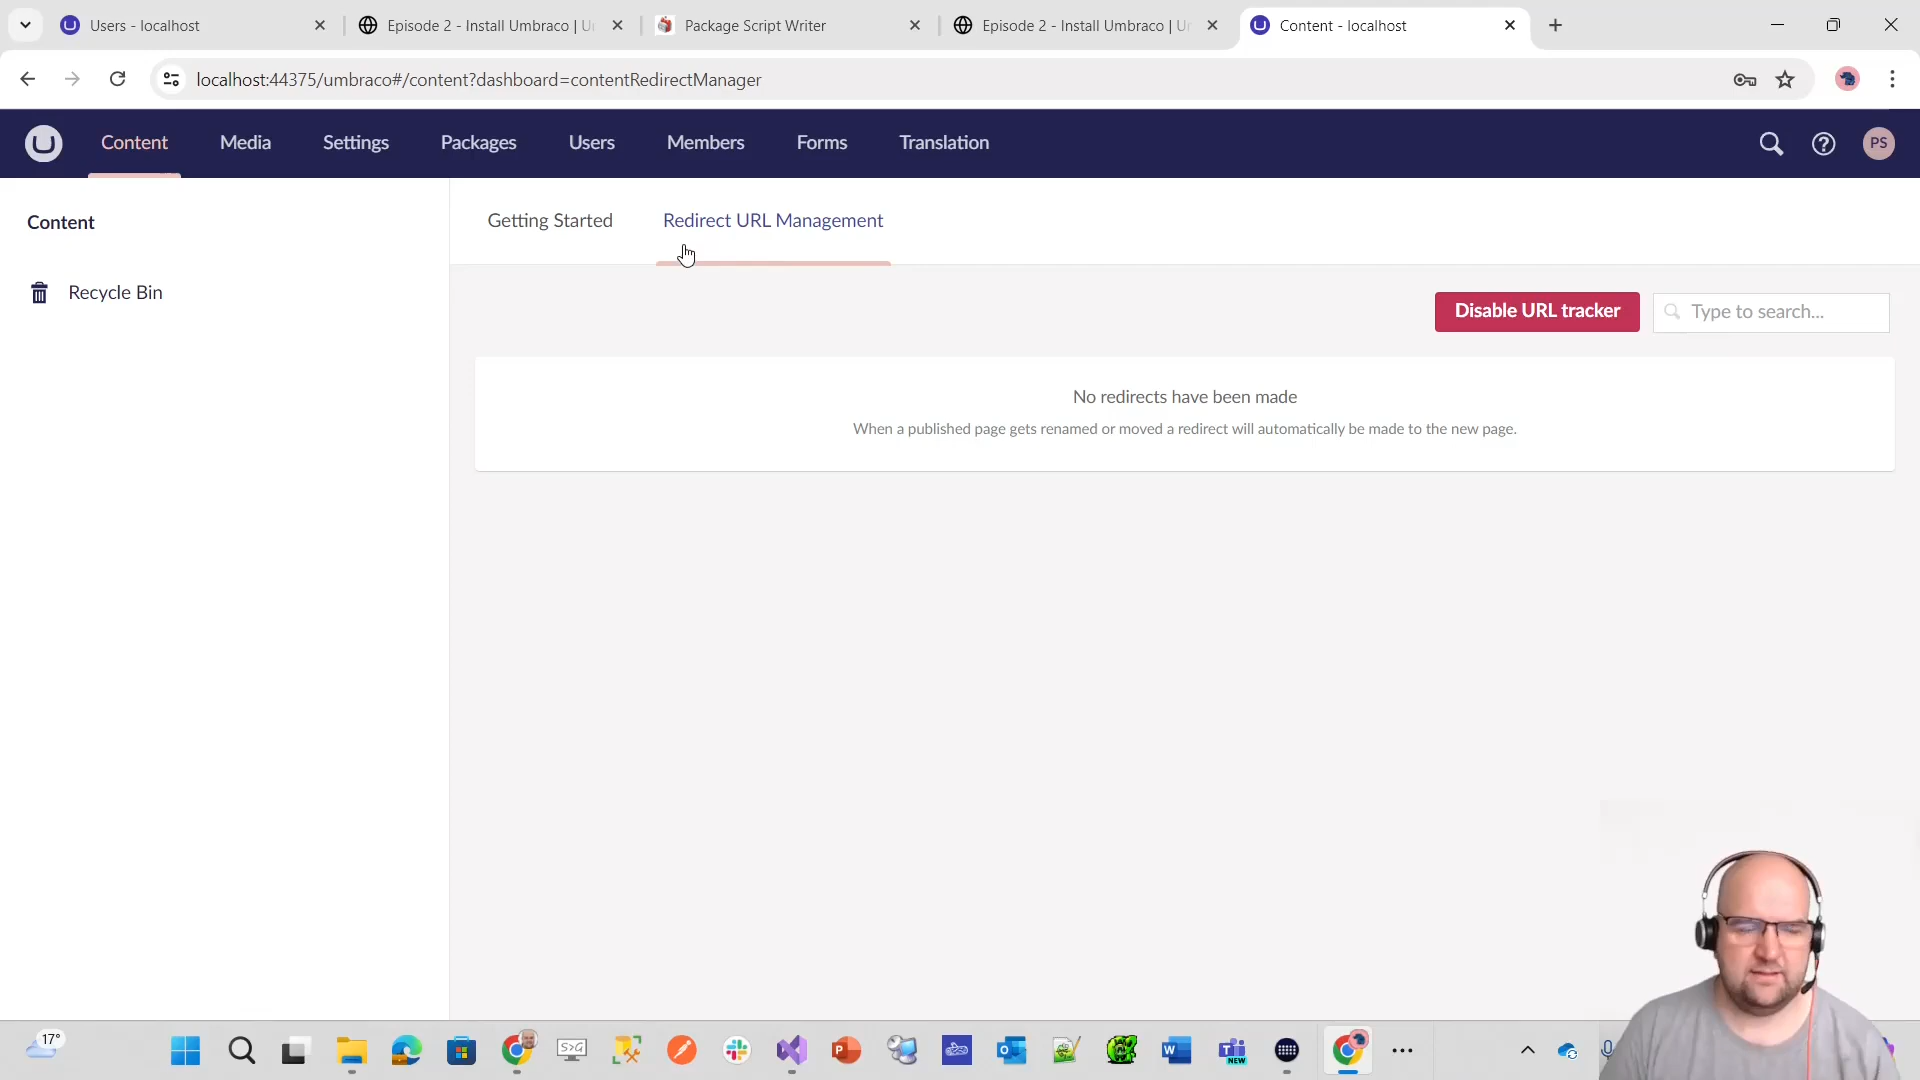 Users - localhost
Episode 2 - Install Umbraco | U
Package Script Writer
Episode 2 - Install Umbraco | Ur
Content - localhost
localhost:44375/umbraco#/content?dashboard=contentRedirectManager
Content
Media
Settings
Packages
Users
Members
Forms
Translation
PS
Content
Getting Started
Redirect URL Management
Recycle Bin
Disable URL tracker
Type to search...
No redirects have been made
When a published page gets renamed or moved a redirect will automatically be made to the new page.
17°
S>G
NEW